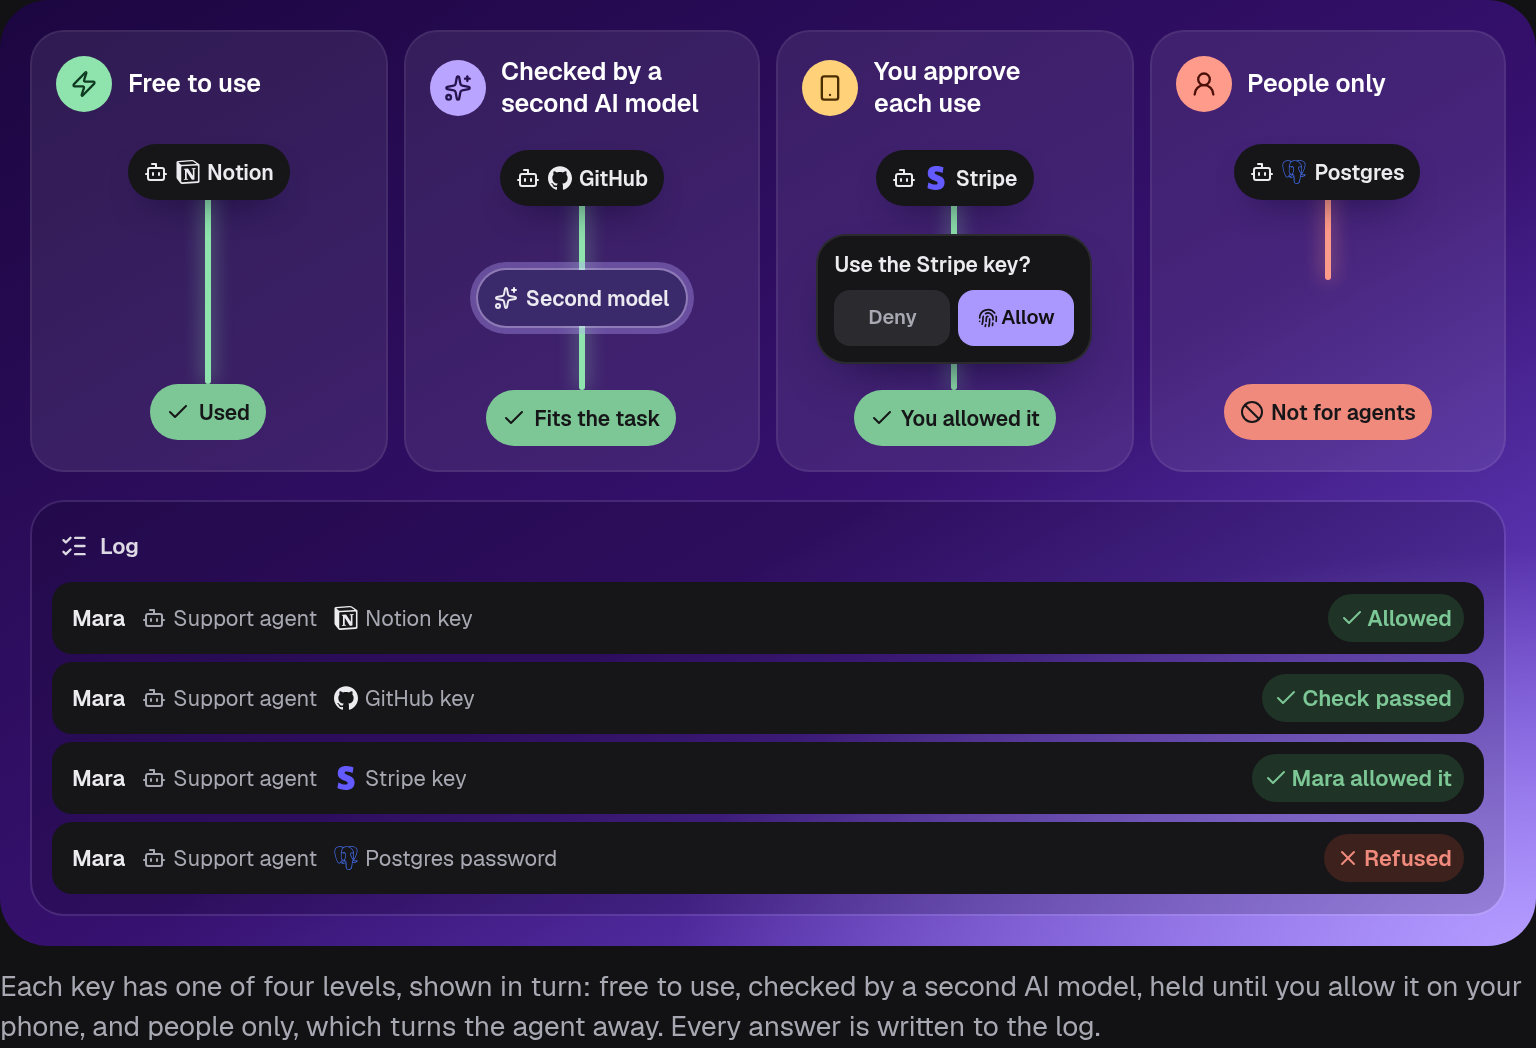 Free to use
Notion
Used
Checked by a
second AI model
GitHub
Second model
Fits the task
You approve
each use
Stripe
Use the Stripe key?
Deny
Allow
You allowed it
People only
Postgres
Not for agents
Log
Mara Support agent Notion key Allowed
Mara Support agent GitHub key Check passed
Mara Support agent Stripe key Mara allowed it
Mara Support agent Postgres password Refused
Each key has one of four levels, shown in turn: free to use, checked by a second AI model, held until you allow it on your
phone, and people only, which turns the agent away. Every answer is written to the log.